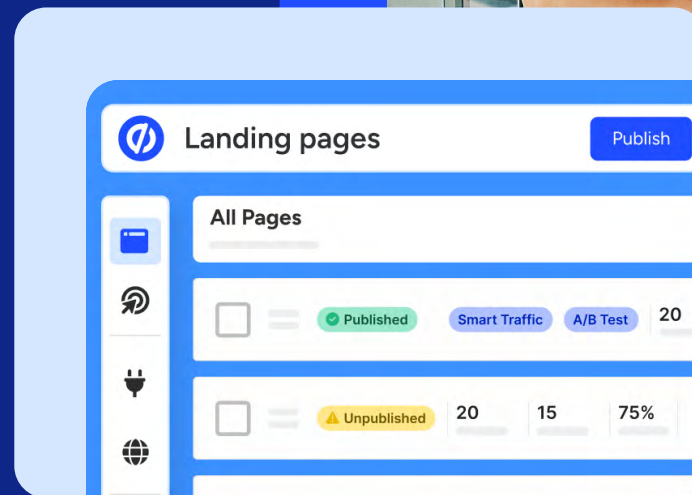 Landing pages
Publish
All Pages
Published Smart Traffic A/B Test 20
Unpublished 20 15 75%